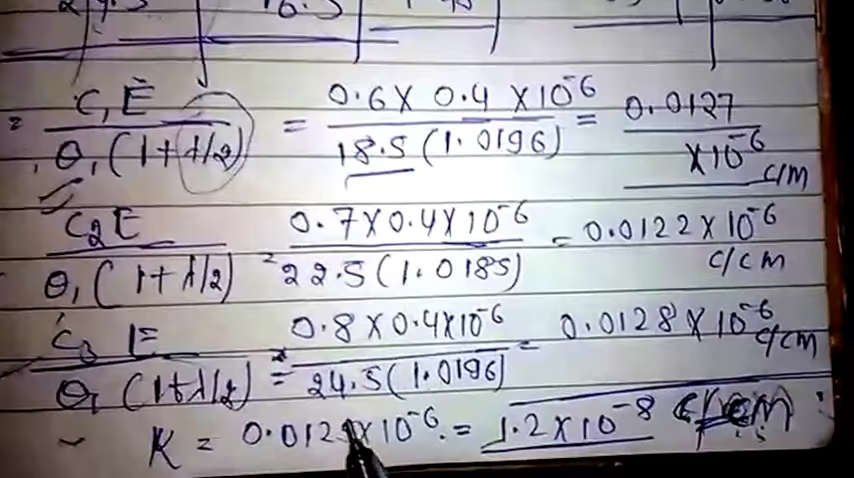 = C₁E / θ₁(1+λ/2) = 0.6 × 0.4 × 10⁻⁶ / 18.5(1.0196) = 0.0127 × 10⁻⁶ c/cm
C₂E / θ₁(1+λ/2) = 0.7×0.4×10⁻⁶ / 22.5(1.0185) = 0.0122×10⁻⁶ c/cm
C₃E / θ₁(1+λ/2) = 0.8×0.4×10⁻⁶ / 24.5(1.0196) = 0.0128×10⁻⁶ c/cm
K = × 10⁻⁶ = 1.2×10⁻⁸